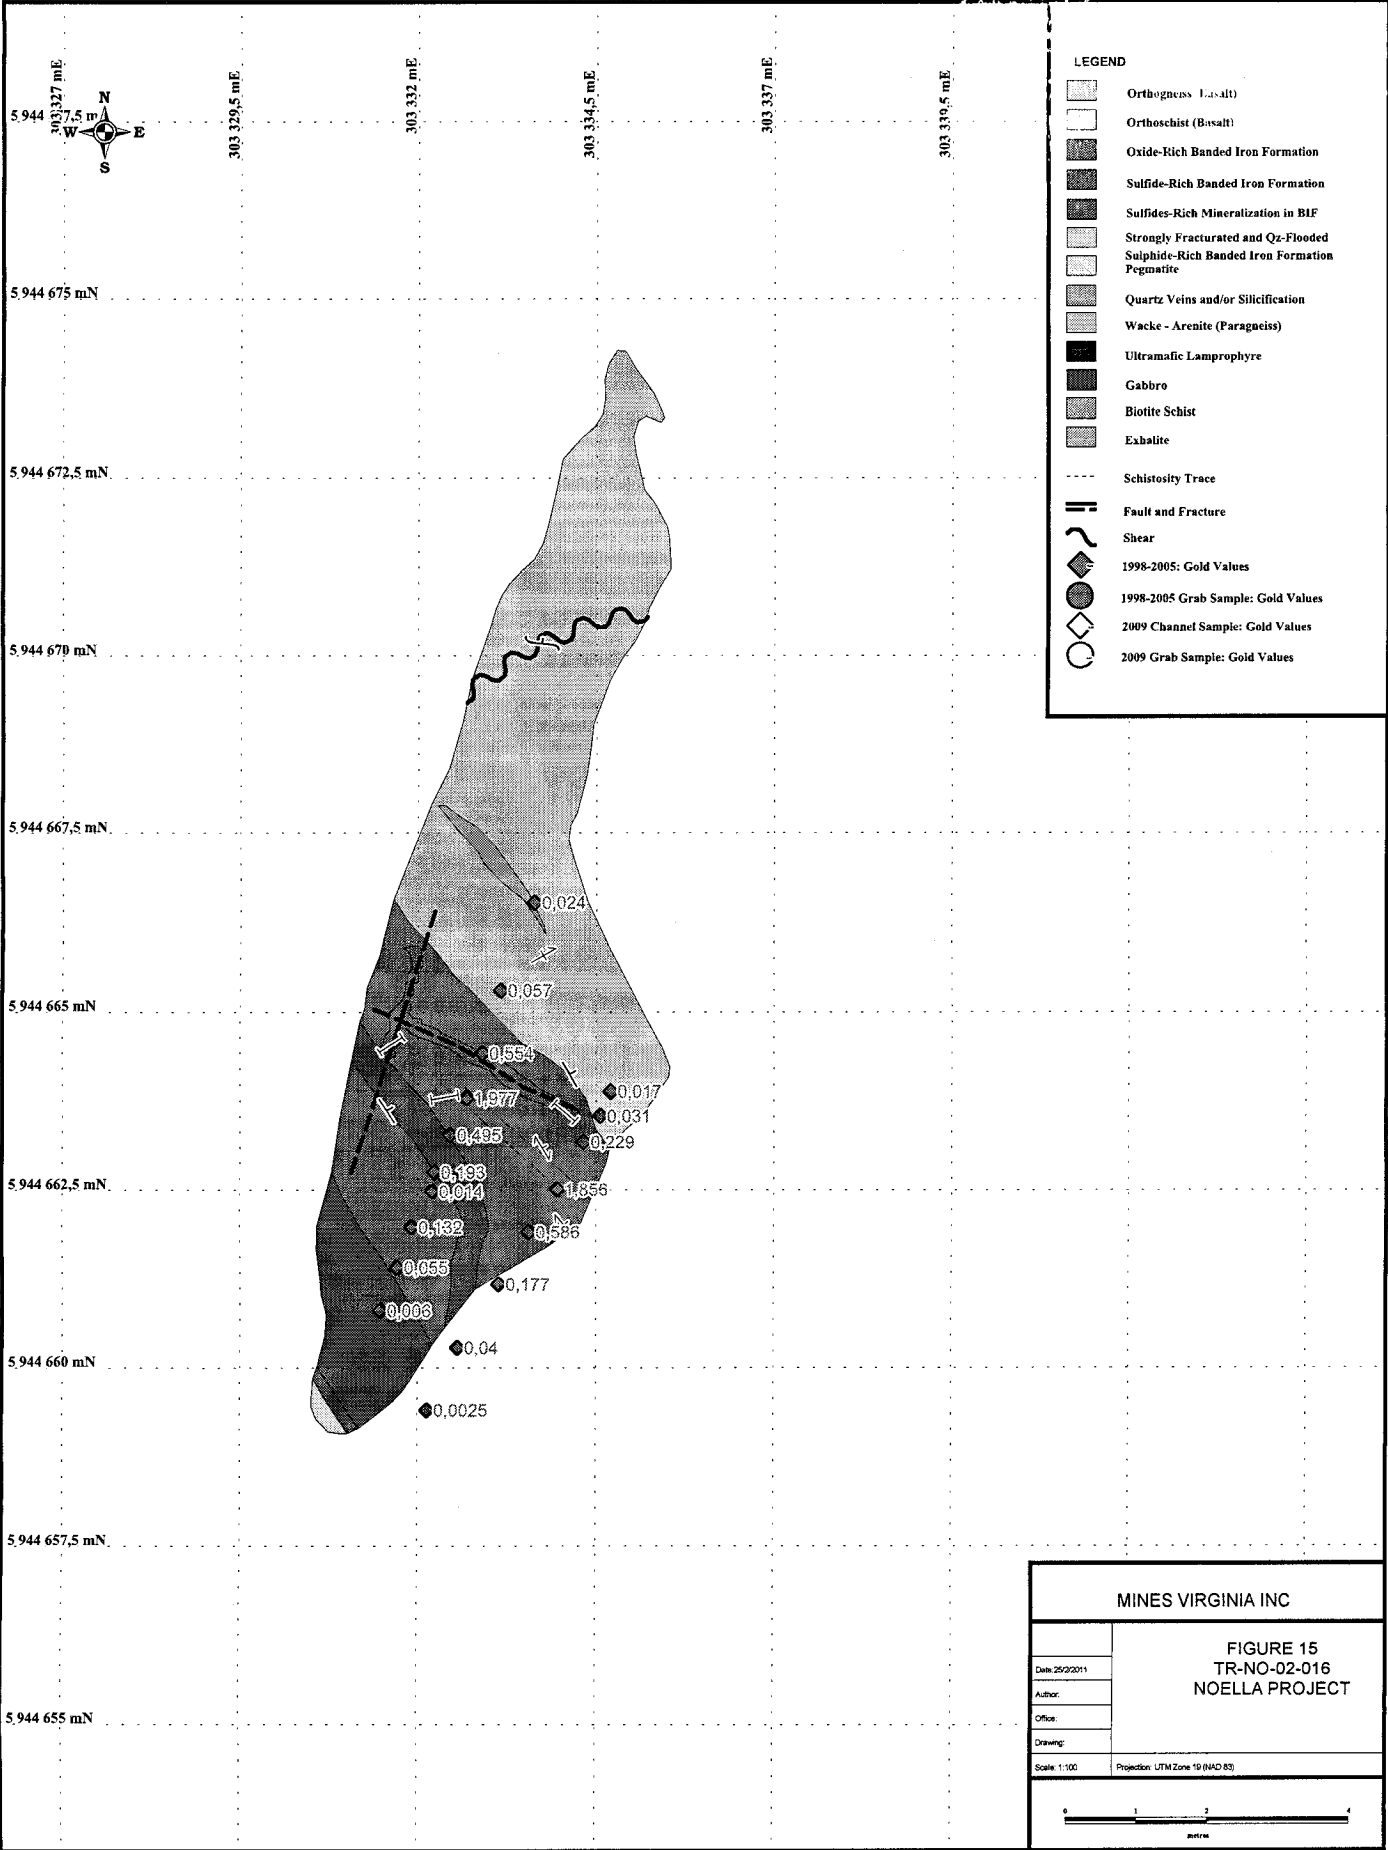 303 327 mE
303 329,5 mE
303 332 mE
303 334,5 mE
303 337 mE
303 339,5 mE
N
W
E
S
5 944 675 mN
5 944 672,5 mN
5 944 670 mN
5 944 667,5 mN
5 944 665 mN
5 944 662,5 mN
5 944 660 mN
5 944 657,5 mN
5 944 655 mN
0,024
0,057
0,554
0,017
1,977
0,031
0,495
0,229
0,193
0,014
1,856
0,132
0,586
0,055
0,177
0,006
0,04
0,0025
LEGEND
Orthogneiss
Orthoschist (Basalt)
Oxide-Rich Banded Iron Formation
Sulfide-Rich Banded Iron Formation
Sulfides-Rich Mineralization in BIF
Strongly Fracturated and Qz-Flooded
Sulphide-Rich Banded Iron Formation
Pegmatite
Quartz Veins and/or Silicification
Wacke - Arenite (Paragneiss)
Ultramafic Lamprophyre
Gabbro
Biotite Schist
Exhalite
Schistosity Trace
Fault and Fracture
Shear
1998-2005: Gold Values
1998-2005 Grab Sample: Gold Values
2009 Channel Sample: Gold Values
2009 Grab Sample: Gold Values
MINES VIRGINIA INC
FIGURE 15
TR-NO-02-016
NOELLA PROJECT
Date: 25/2/2011
Author:
Office:
Drawing:
Scale: 1:100
Projection: UTM Zone 19 (NAD 83)
0 1 2 4
metres